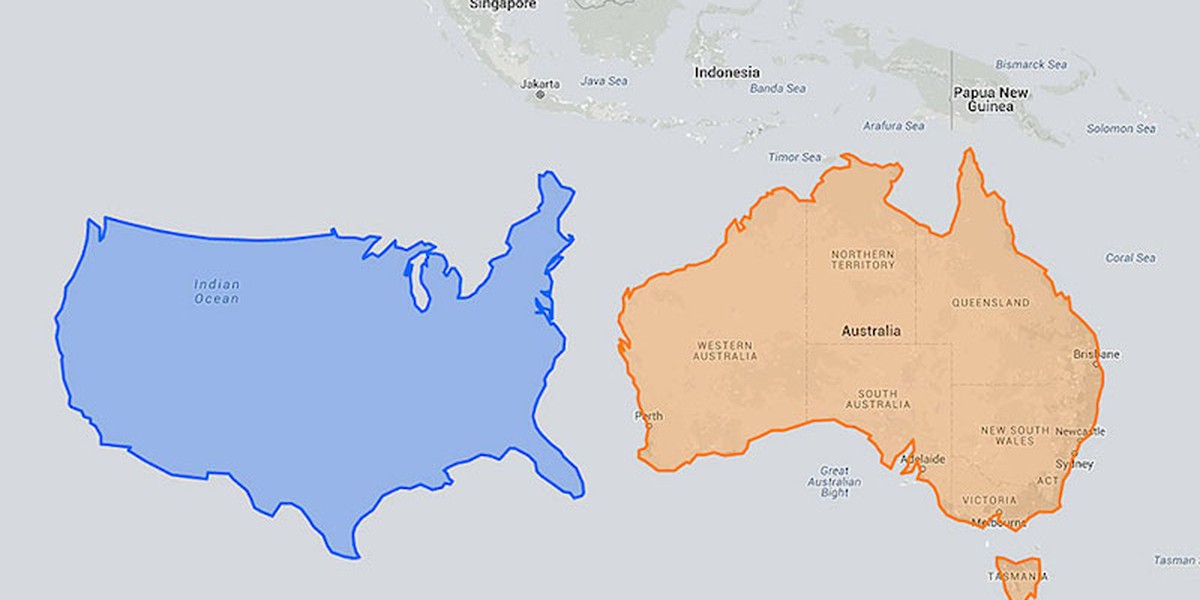 Singapore
Jakarta
Java Sea
Indonesia
Banda Sea
Bismarck Sea
Papua New
Guinea
Arafura Sea
Solomon Sea
Timor Sea
Indian
Ocean
NORTHERN
TERRITORY
Coral Sea
QUEENSLAND
Australia
WESTERN
AUSTRALIA
Brisbane
SOUTH
AUSTRALIA
Perth
NEW SOUTH
WALES
Newcastle
Adelaide
Sydney
Great
Australian
Bight
ACT
VICTORIA
Melbourne
Tasman
TASMANIA